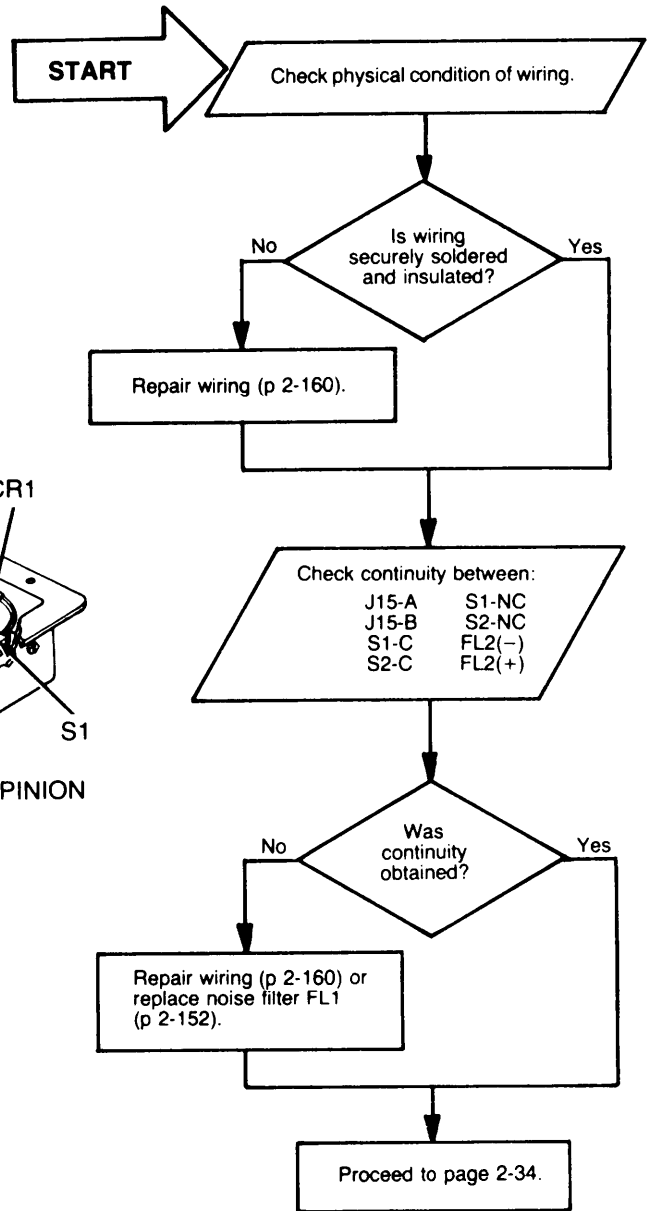 START
Check physical condition of wiring.
Is wiring
securely soldered
and insulated?
No
Yes
Repair wiring (p 2-160).
CR1
S1
PINION
Check continuity between:
J15-A S1-NC
J15-B S2-NC
S1-C FL2(−)
S2-C FL2(+)
Was
continuity
obtained?
No
Yes
Repair wiring (p 2-160) or
replace noise filter FL1
(p 2-152).
Proceed to page 2-34.